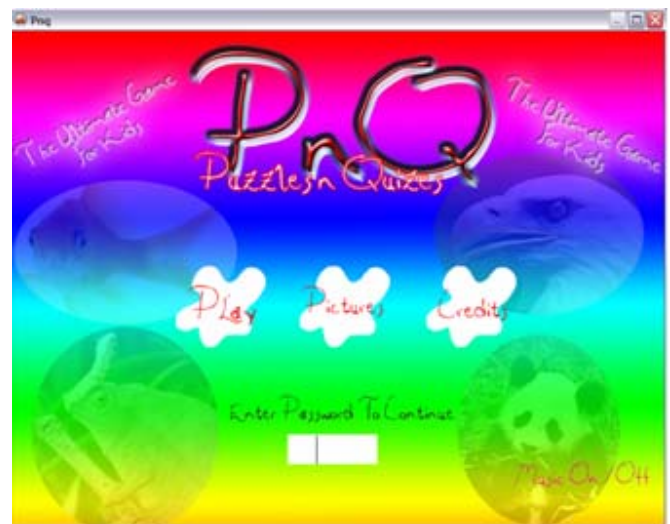 Pnq
PnQ
The Ultimate Game
for Kids
The Ultimate Game
for Kids
Puzzles n Quizes
Play
Pictures
Credits
Enter Password To Continue
Music On / Off